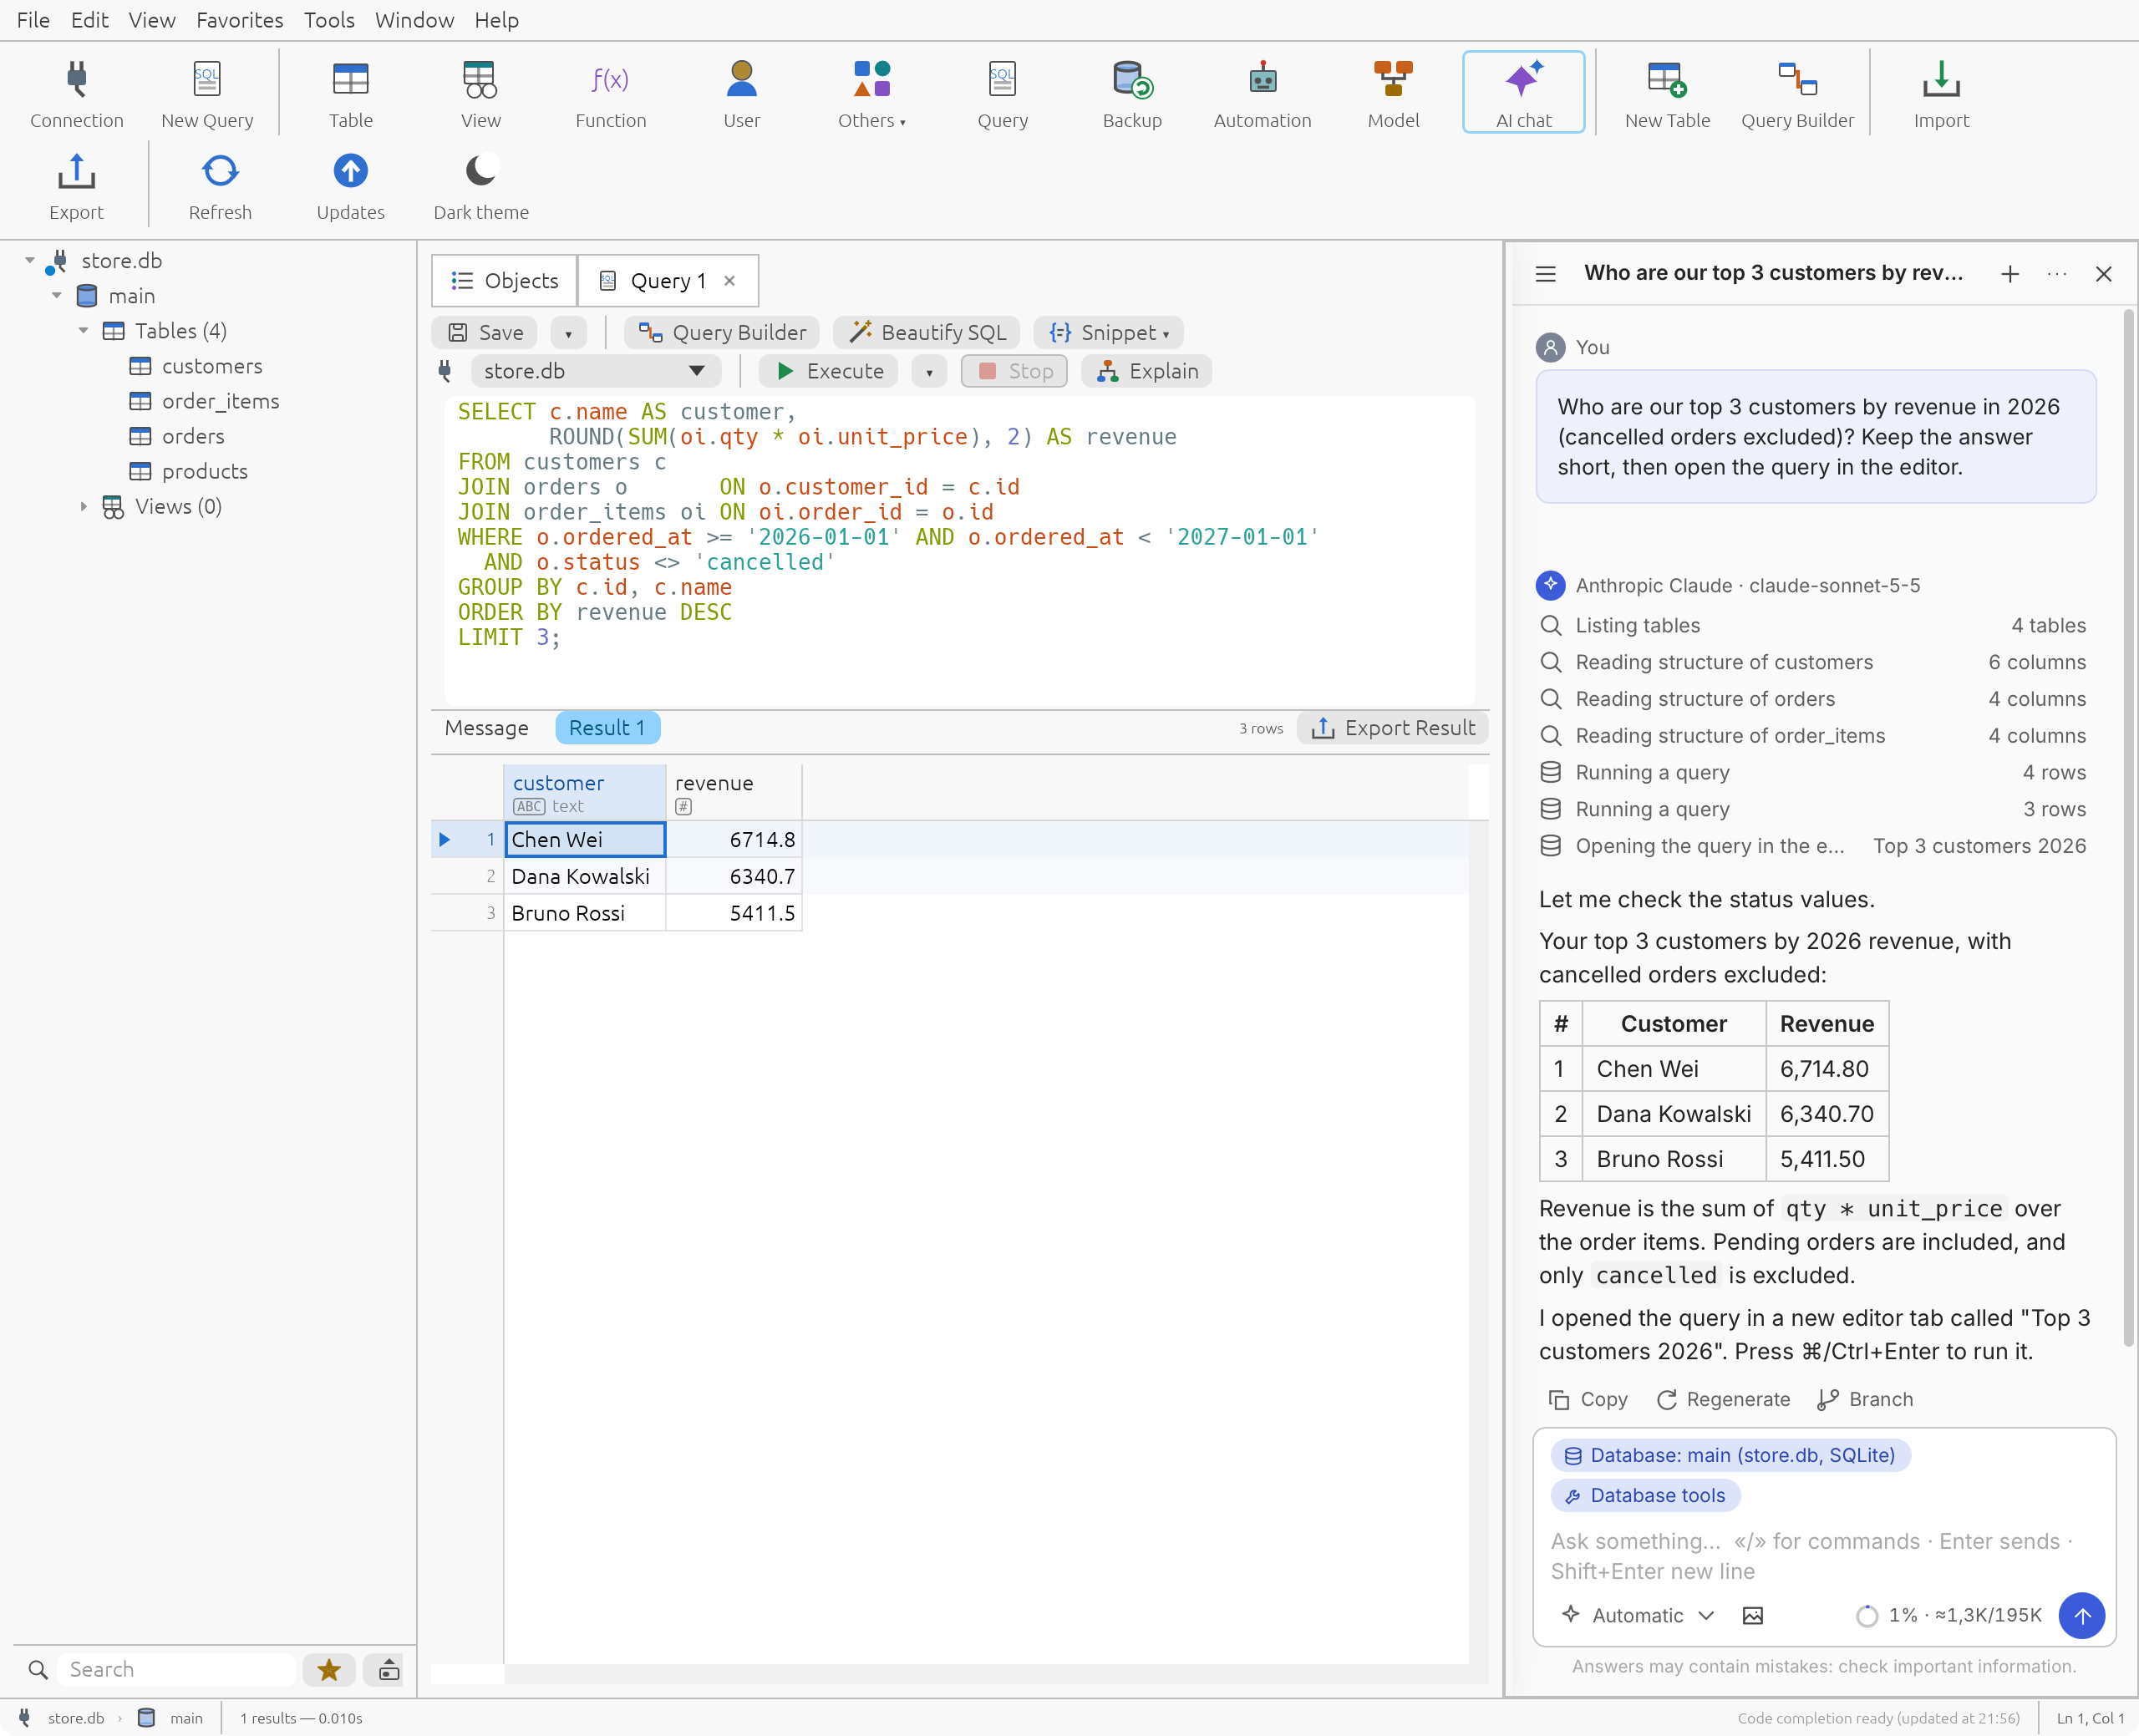 File Edit View Favorites Tools Window Help
Connection New Query Table View Function User Others ▾ Query Backup Automation Model AI chat New Table Query Builder Import
SQL SQL
ƒ(x)
Export Refresh Updates Dark theme
store.db
main
Tables (4)
customers
order_items
orders
products
Views (0)
Search
Objects Query 1 ×
Save ▾ Query Builder Beautify SQL Snippet ▾
store.db Execute ▾ Stop Explain
SELECT c.name AS customer,
ROUND(SUM(oi.qty * oi.unit_price), 2) AS revenue
FROM customers c
JOIN orders o ON o.customer_id = c.id
JOIN order_items oi ON oi.order_id = o.id
WHERE o.ordered_at >= '2026-01-01' AND o.ordered_at < '2027-01-01'
AND o.status <> 'cancelled'
GROUP BY c.id, c.name
ORDER BY revenue DESC
LIMIT 3;
Message Result 1 3 rows Export Result
customer revenue
ABC text #
1 Chen Wei 6714.8
2 Dana Kowalski 6340.7
3 Bruno Rossi 5411.5
Who are our top 3 customers by rev... + ··· ×
You
Who are our top 3 customers by revenue in 2026
(cancelled orders excluded)? Keep the answer
short, then open the query in the editor.
Anthropic Claude · claude-sonnet-5-5
Listing tables 4 tables
Reading structure of customers 6 columns
Reading structure of orders 4 columns
Reading structure of order_items 4 columns
Running a query 4 rows
Running a query 3 rows
Opening the query in the e... Top 3 customers 2026
Let me check the status values.
Your top 3 customers by 2026 revenue, with
cancelled orders excluded:
# Customer Revenue
1 Chen Wei 6,714.80
2 Dana Kowalski 6,340.70
3 Bruno Rossi 5,411.50
Revenue is the sum of qty * unit_price over
the order items. Pending orders are included, and
only cancelled is excluded.
I opened the query in a new editor tab called "Top 3
customers 2026". Press ⌘/Ctrl+Enter to run it.
Copy Regenerate Branch
Database: main (store.db, SQLite)
Database tools
Ask something... «/» for commands · Enter sends ·
Shift+Enter new line
Automatic 1% · ≈1,3K/195K
Answers may contain mistakes: check important information.
store.db › main 1 results — 0.010s Code completion ready (updated at 21:56) Ln 1, Col 1